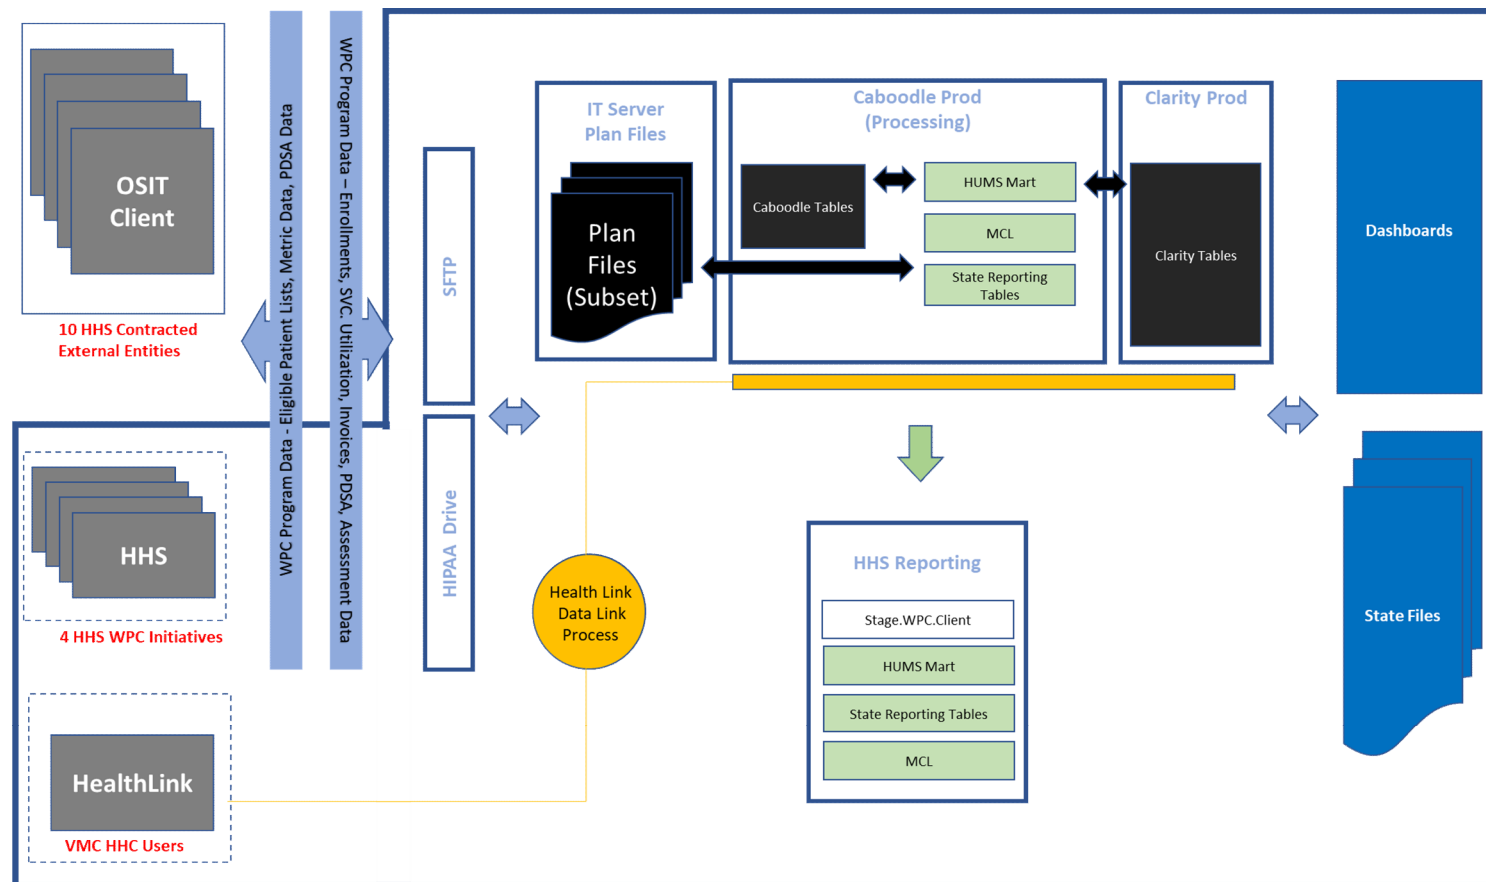 OSIT
Client
10 HHS Contracted
External Entities
HHS
4 HHS WPC Initiatives
HealthLink
VMC HHC Users
WPC Program Data - Eligible Patient Lists, Metric Data, PDSA Data
WPC Program Data – Enrollments, SVC. Utilization, Invoices, PDSA, Assessment Data
SFTP
HIPAA Drive
IT Server
Plan Files
Plan
Files
(Subset)
Health Link
Data Link
Process
Caboodle Prod
(Processing)
Caboodle Tables
HUMS Mart
MCL
State Reporting
Tables
Clarity Prod
Clarity Tables
HHS Reporting
Stage.WPC.Client
HUMS Mart
State Reporting Tables
MCL
Dashboards
State Files